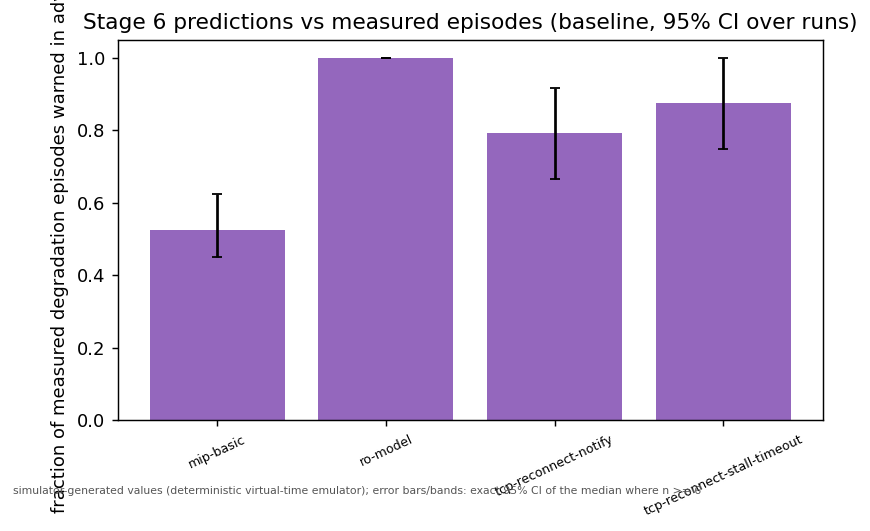 Stage 6 predictions vs measured episodes (baseline, 95% CI over runs)
fraction of measured degradation episodes warned in
1.0
0.8
0.6
0.4
0.2
0.0
mip-basic
ro-model
tcp-reconnect-notify
tcp-reconnect-stall-timeout
simulator-generated values (deterministic virtual-time emulator); error bars/bands: exact 95% CI of the median where n